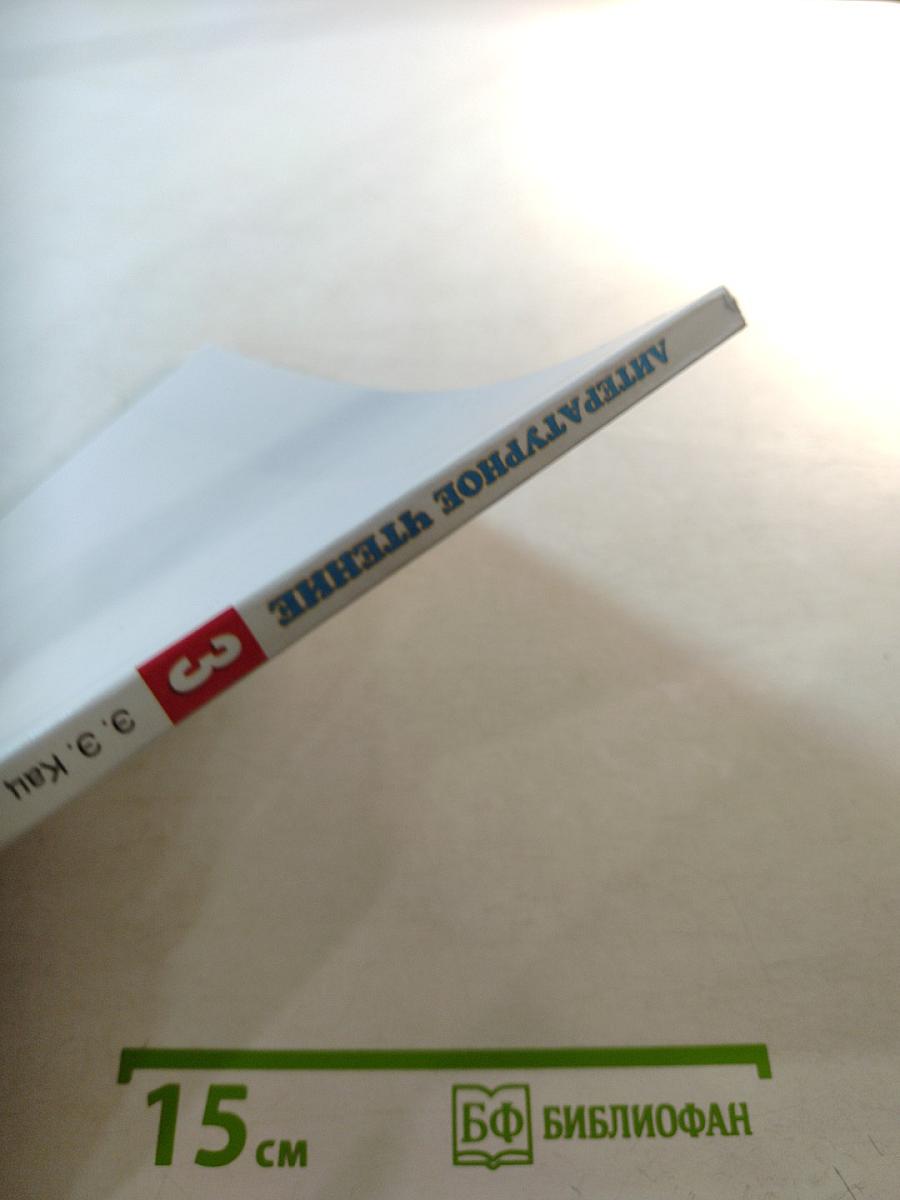 Э. Э. Кац
3
ЛИТЕРАТУРНОЕ ЧТЕНИЕ
15 см
БФ БИБЛИОФАН